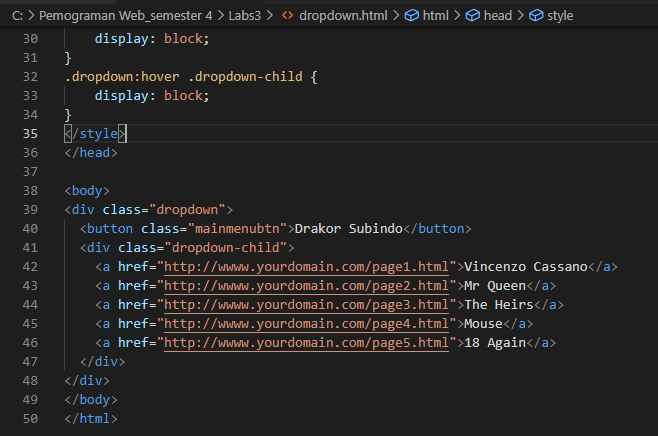 C: > Pemograman Web_semester 4 > Labs3 > <> dropdown.html > html > head > style
30 display: block;
31 }
32 .dropdown:hover .dropdown-child {
33 display: block;
34 }
35 </style>
36 </head>
37
38 <body>
39 <div class="dropdown">
40 <button class="mainmenubtn">Drakor Subindo</button>
41 <div class="dropdown-child">
42 <a href="http://wwww.yourdomain.com/page1.html">Vincenzo Cassano</a>
43 <a href="http://wwww.yourdomain.com/page2.html">Mr Queen</a>
44 <a href="http://wwww.yourdomain.com/page3.html">The Heirs</a>
45 <a href="http://wwww.yourdomain.com/page4.html">Mouse</a>
46 <a href="http://wwww.yourdomain.com/page5.html">18 Again</a>
47 </div>
48 </div>
49 </body>
50 </html>